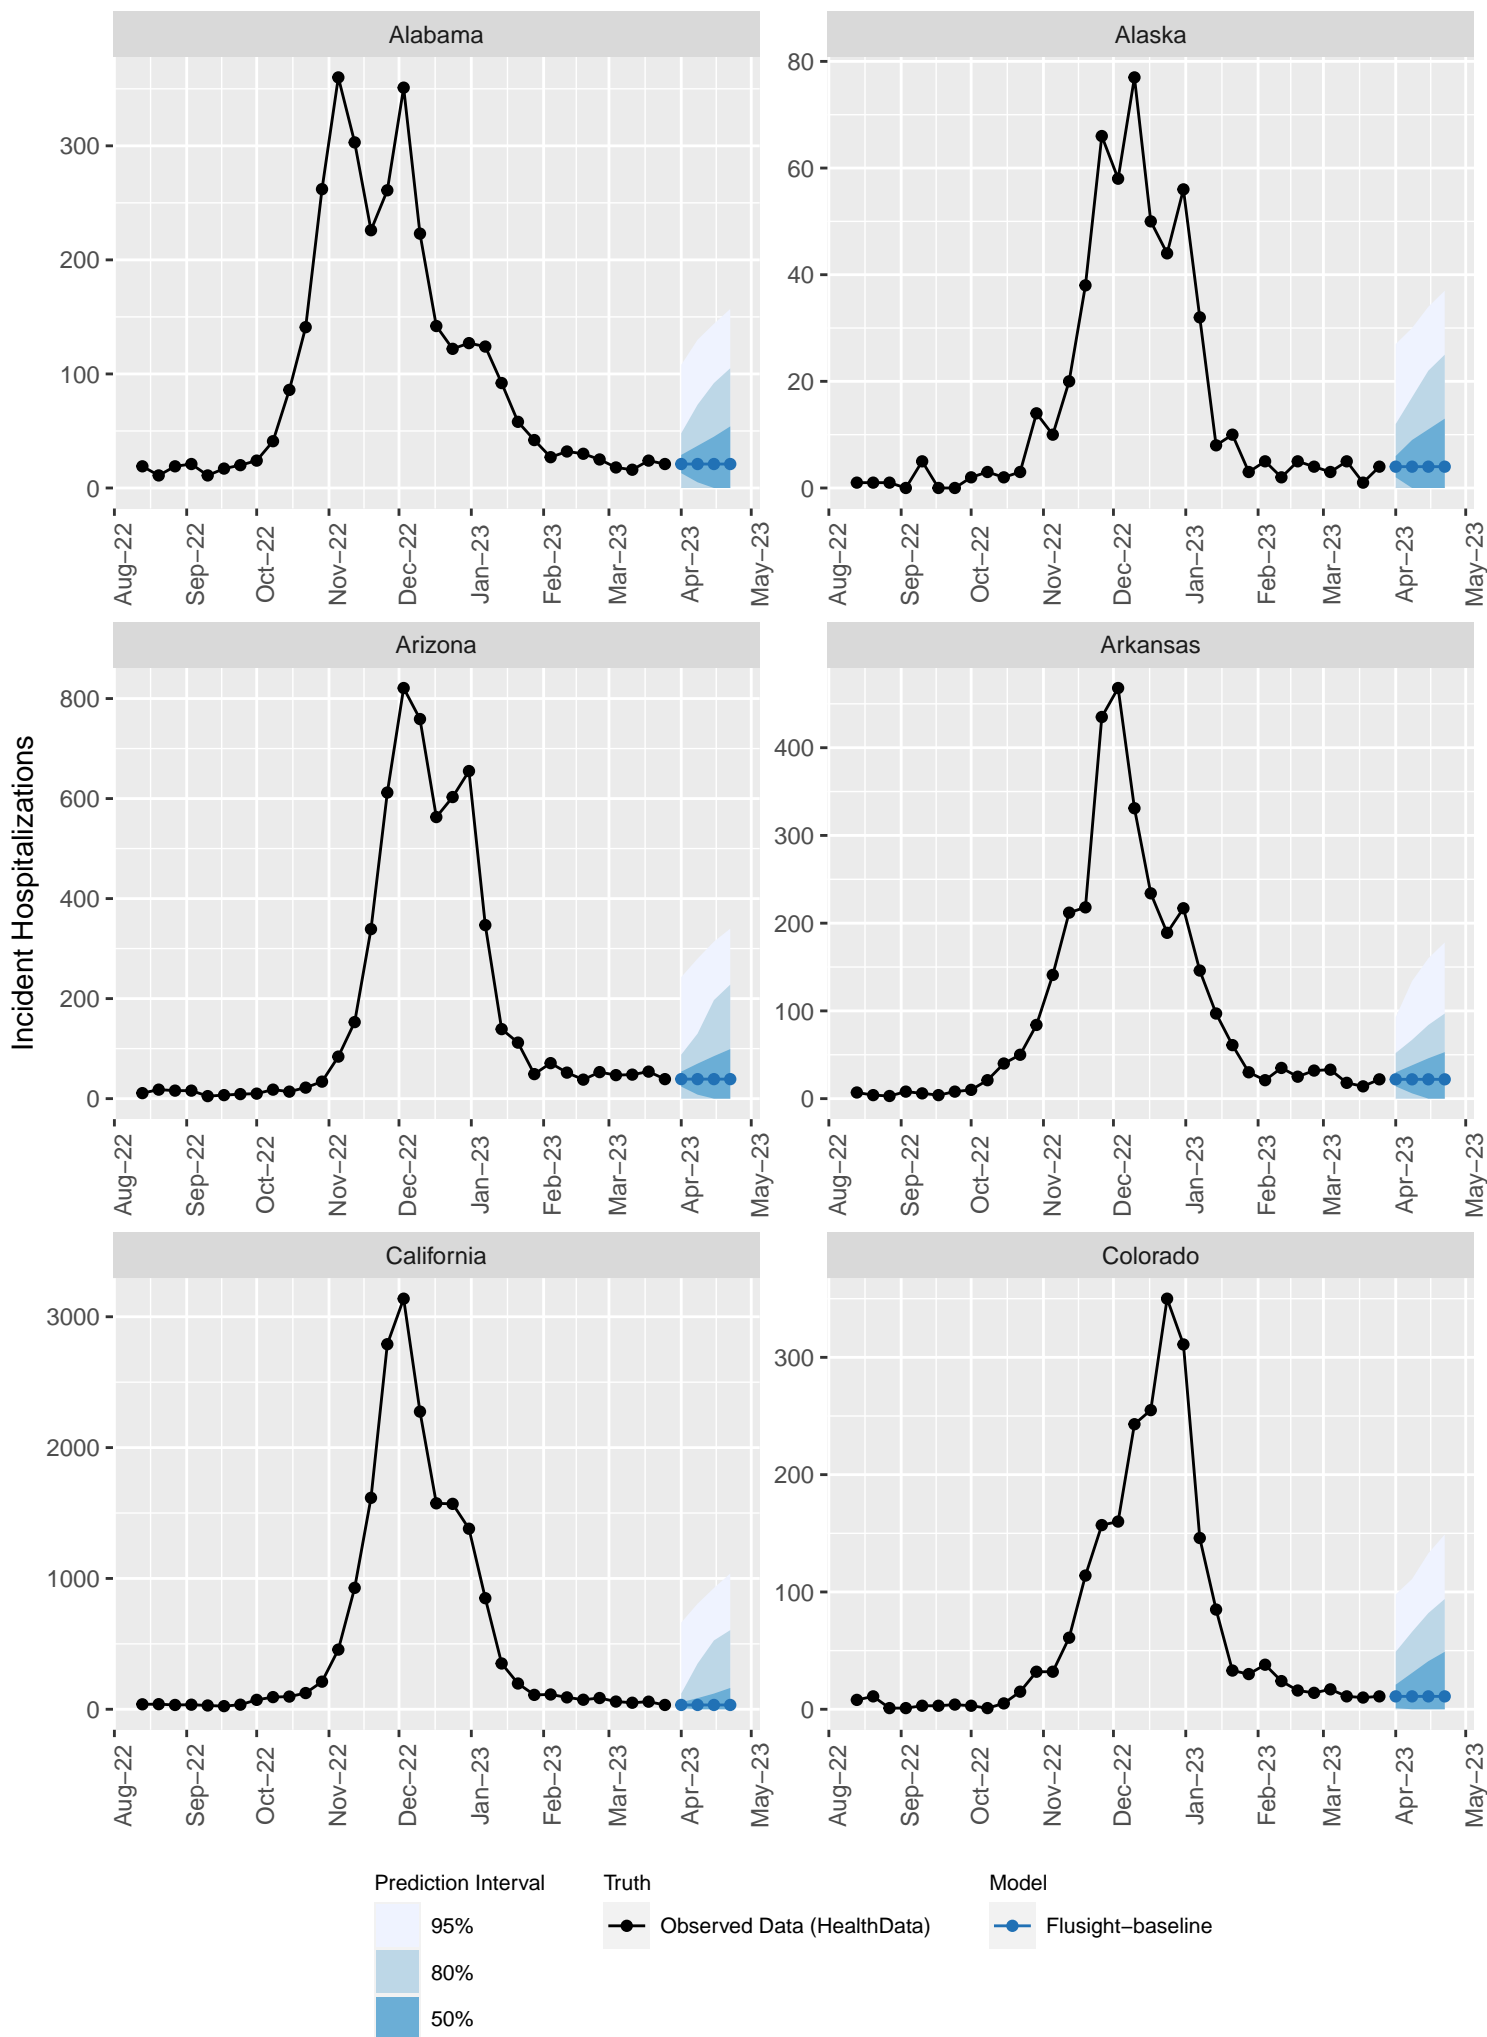 Alabama
Alaska
0
100
200
300
0
20
40
60
80
Aug−22
Sep−22
Oct−22
Nov−22
Dec−22
Jan−23
Feb−23
Mar−23
Apr−23
May−23
Aug−22
Sep−22
Oct−22
Nov−22
Dec−22
Jan−23
Feb−23
Mar−23
Apr−23
May−23
Incident Hospitalizations
Arizona
Arkansas
0
200
400
600
800
0
100
200
300
400
Aug−22
Sep−22
Oct−22
Nov−22
Dec−22
Jan−23
Feb−23
Mar−23
Apr−23
May−23
Aug−22
Sep−22
Oct−22
Nov−22
Dec−22
Jan−23
Feb−23
Mar−23
Apr−23
May−23
California
Colorado
0
1000
2000
3000
0
100
200
300
Aug−22
Sep−22
Oct−22
Nov−22
Dec−22
Jan−23
Feb−23
Mar−23
Apr−23
May−23
Aug−22
Sep−22
Oct−22
Nov−22
Dec−22
Jan−23
Feb−23
Mar−23
Apr−23
May−23
Prediction Interval
95%
80%
50%
Truth
Observed Data (HealthData)
Model
Flusight−baseline